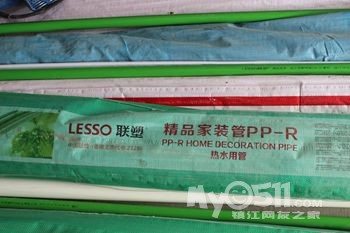 LESSO 联塑
精品家装管PP-R
PP-R HOME DECORATION PIPE
热水用管
My0511.com
镇江网友之家